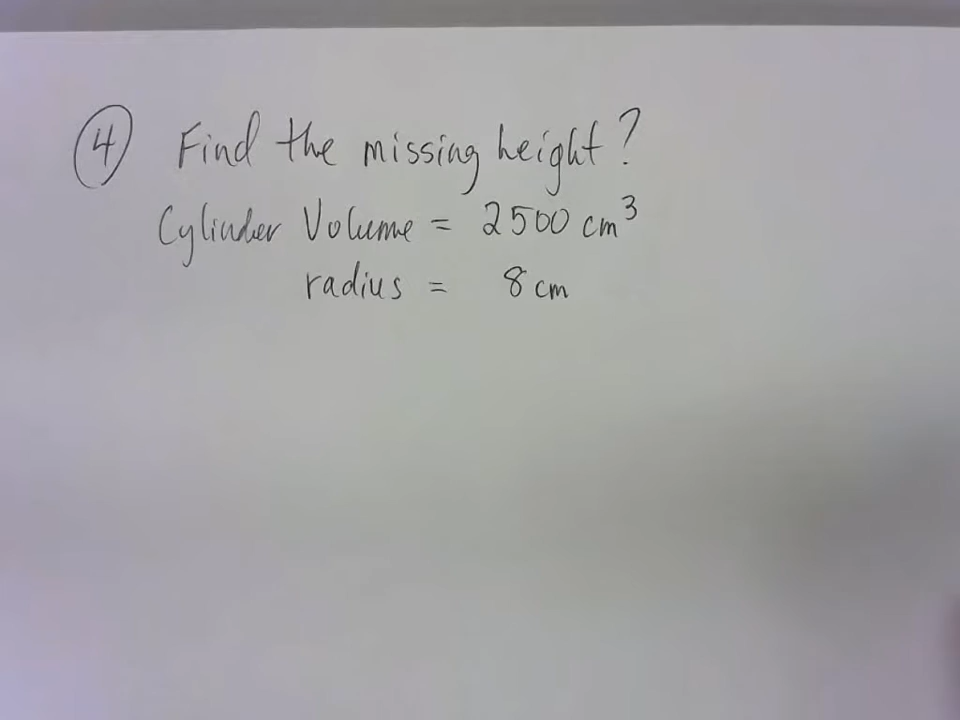 ④ Find the missing height?
Cylinder Volume = 2500 cm³
radius = 8 cm